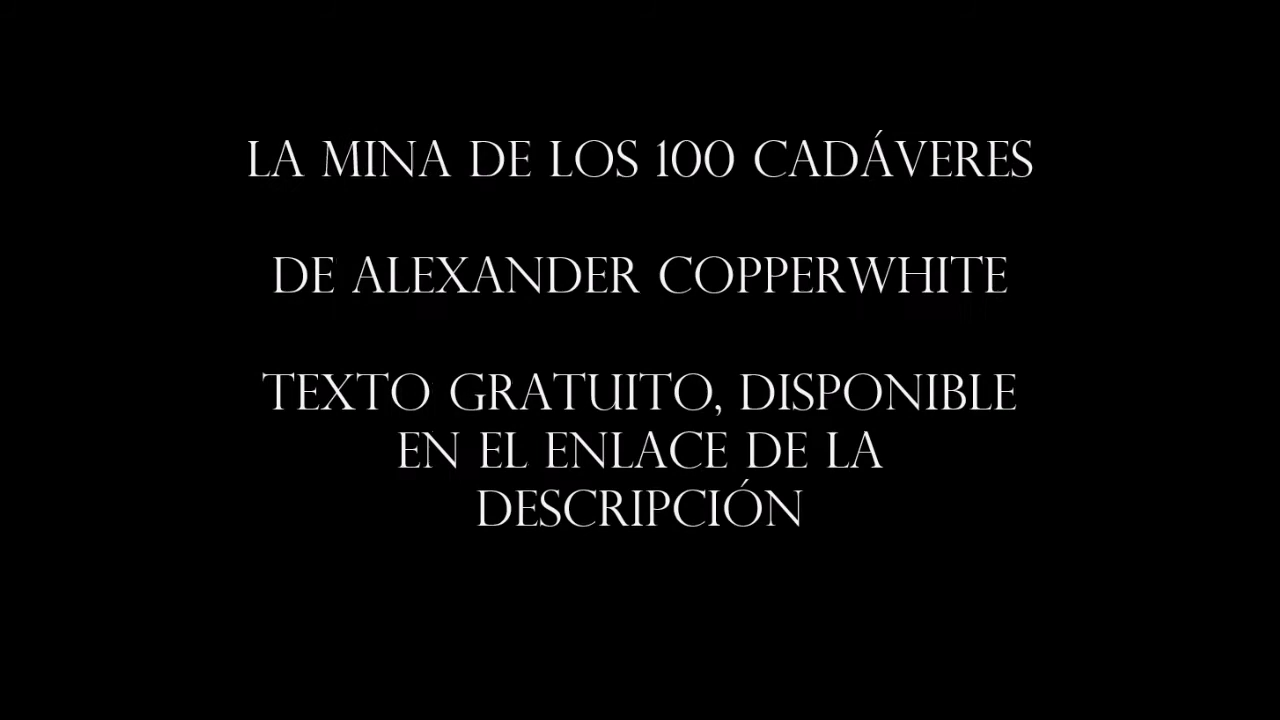 LA MINA DE LOS 100 CADÁVERES
DE ALEXANDER COPPERWHITE
TEXTO GRATUITO, DISPONIBLE
EN EL ENLACE DE LA
DESCRIPCIÓN